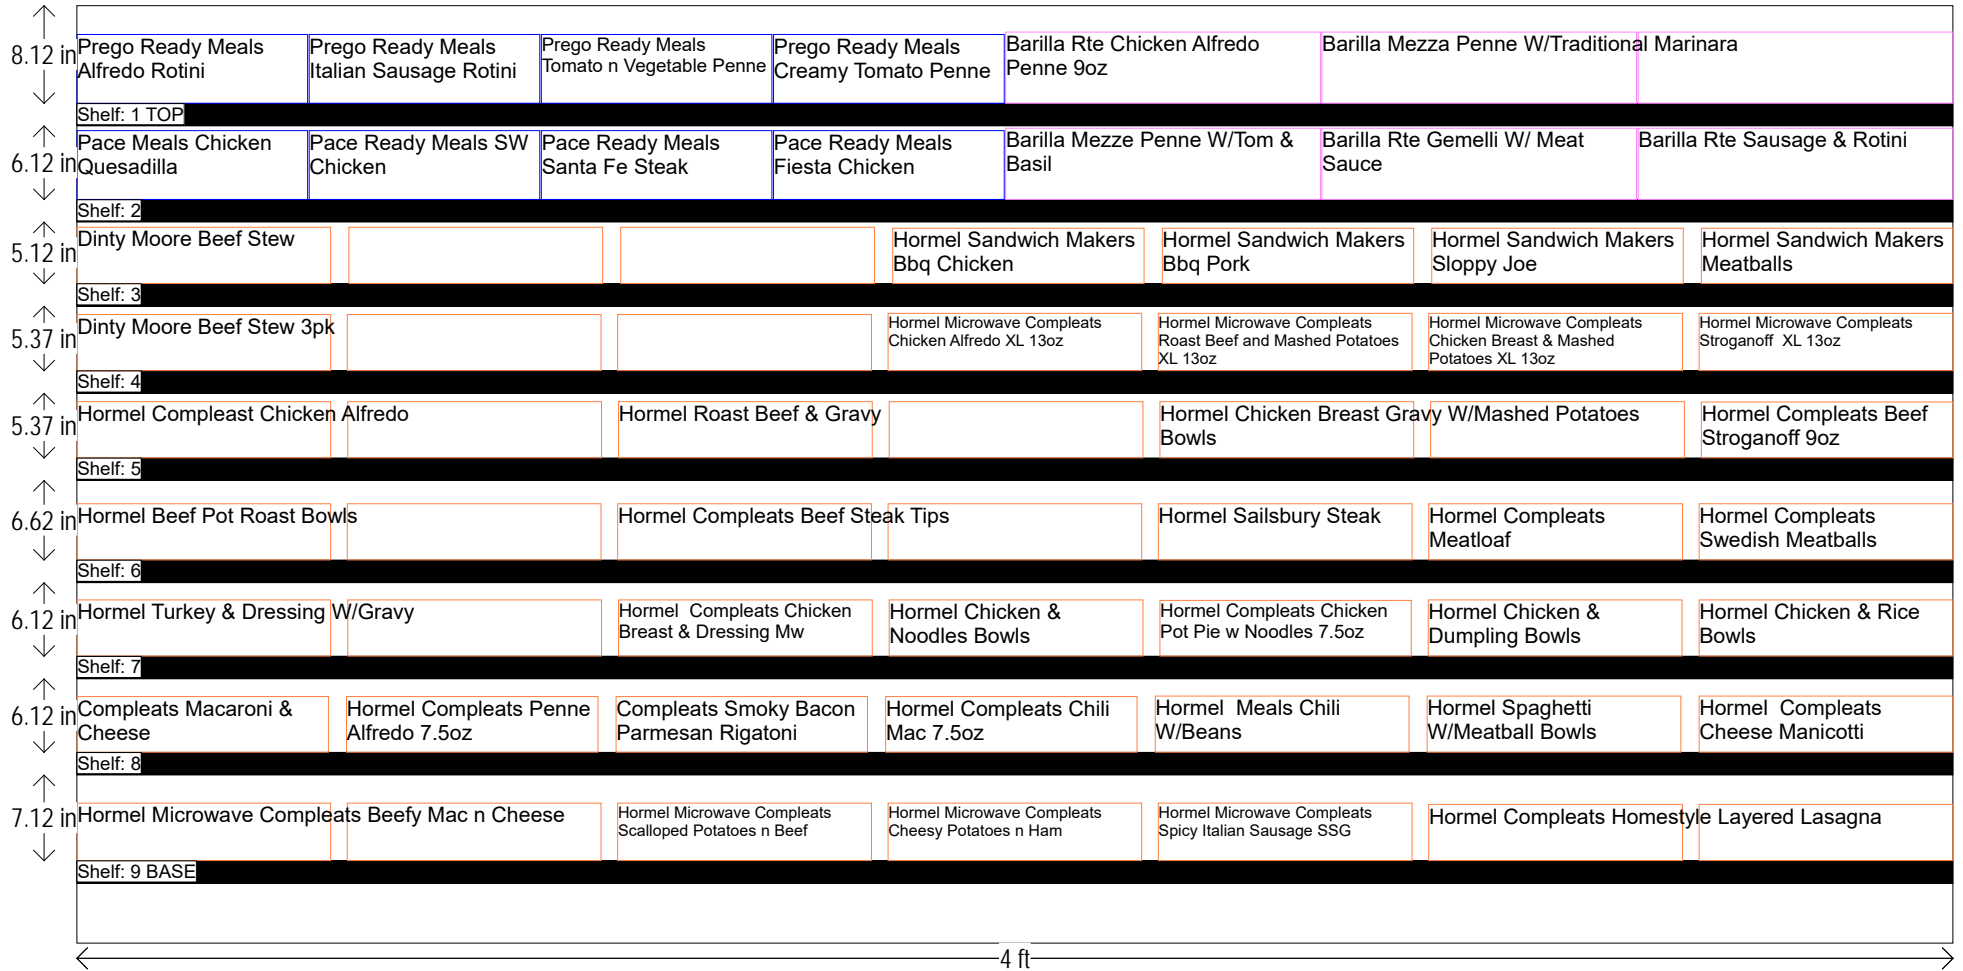 8.12 in
Prego Ready Meals
Alfredo Rotini
Prego Ready Meals
Italian Sausage Rotini
Prego Ready Meals
Tomato n Vegetable Penne
Prego Ready Meals
Creamy Tomato Penne
Barilla Rte Chicken Alfredo
Penne 9oz
Barilla Mezza Penne W/Traditional Marinara
Shelf: 1 TOP
6.12 in
Pace Meals Chicken
Quesadilla
Pace Ready Meals SW
Chicken
Pace Ready Meals
Santa Fe Steak
Pace Ready Meals
Fiesta Chicken
Barilla Mezze Penne W/Tom &
Basil
Barilla Rte Gemelli W/ Meat
Sauce
Barilla Rte Sausage & Rotini
Shelf: 2
5.12 in
Dinty Moore Beef Stew
Hormel Sandwich Makers
Bbq Chicken
Hormel Sandwich Makers
Bbq Pork
Hormel Sandwich Makers
Sloppy Joe
Hormel Sandwich Makers
Meatballs
Shelf: 3
5.37 in
Dinty Moore Beef Stew 3pk
Hormel Microwave Compleats
Chicken Alfredo XL 13oz
Hormel Microwave Compleats
Roast Beef and Mashed Potatoes
XL 13oz
Hormel Microwave Compleats
Chicken Breast & Mashed
Potatoes XL 13oz
Hormel Microwave Compleats
Stroganoff  XL 13oz
Shelf: 4
5.37 in
Hormel Compleast Chicken Alfredo
Hormel Roast Beef & Gravy
Hormel Chicken Breast Gravy W/Mashed Potatoes
Bowls
Hormel Compleats Beef
Stroganoff 9oz
Shelf: 5
6.62 in
Hormel Beef Pot Roast Bowls
Hormel Compleats Beef Steak Tips
Hormel Sailsbury Steak
Hormel Compleats
Meatloaf
Hormel Compleats
Swedish Meatballs
Shelf: 6
6.12 in
Hormel Turkey & Dressing W/Gravy
Hormel  Compleats Chicken
Breast & Dressing Mw
Hormel Chicken &
Noodles Bowls
Hormel Compleats Chicken
Pot Pie w Noodles 7.5oz
Hormel Chicken &
Dumpling Bowls
Hormel Chicken & Rice
Bowls
Shelf: 7
6.12 in
Compleats Macaroni &
Cheese
Hormel Compleats Penne
Alfredo 7.5oz
Compleats Smoky Bacon
Parmesan Rigatoni
Hormel Compleats Chili
Mac 7.5oz
Hormel  Meals Chili
W/Beans
Hormel Spaghetti
W/Meatball Bowls
Hormel  Compleats
Cheese Manicotti
Shelf: 8
7.12 in
Hormel Microwave Compleats Beefy Mac n Cheese
Hormel Microwave Compleats
Scalloped Potatoes n Beef
Hormel Microwave Compleats
Cheesy Potatoes n Ham
Hormel Microwave Compleats
Spicy Italian Sausage SSG
Hormel Compleats Homestyle Layered Lasagna
Shelf: 9 BASE
4 ft